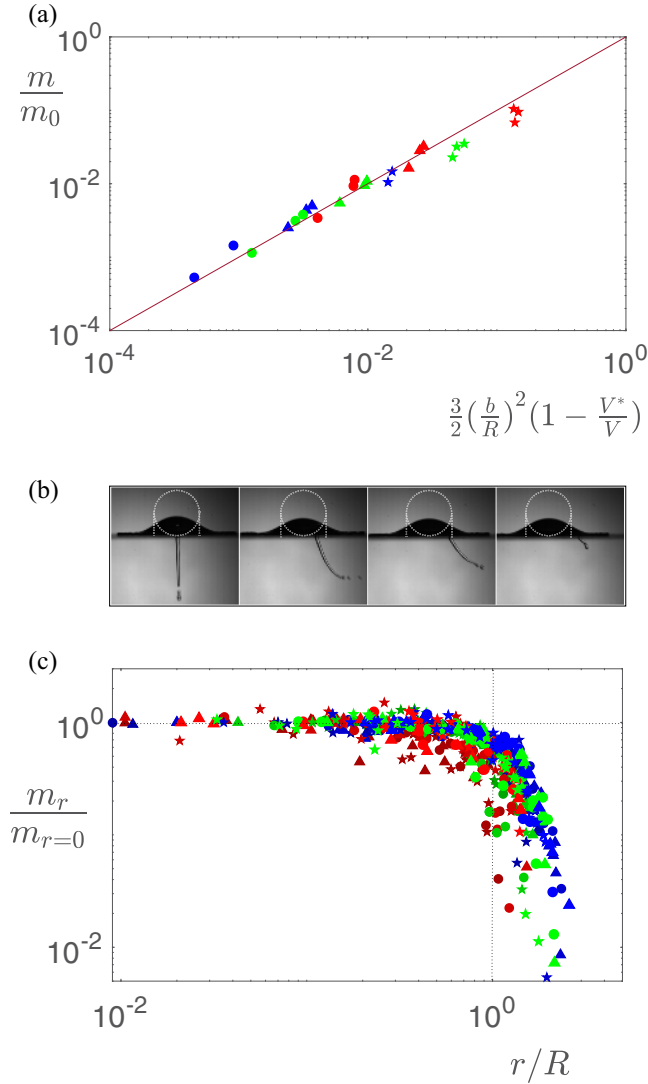 (a)
10^0
m/m_0
10^-2
10^-4
10^-4 10^-2 10^0
3/2(b/R)^2(1 − V*/V)
(b)
(c)
10^0
m_r/m_{r=0}
10^-2
10^-2 10^0
r/R